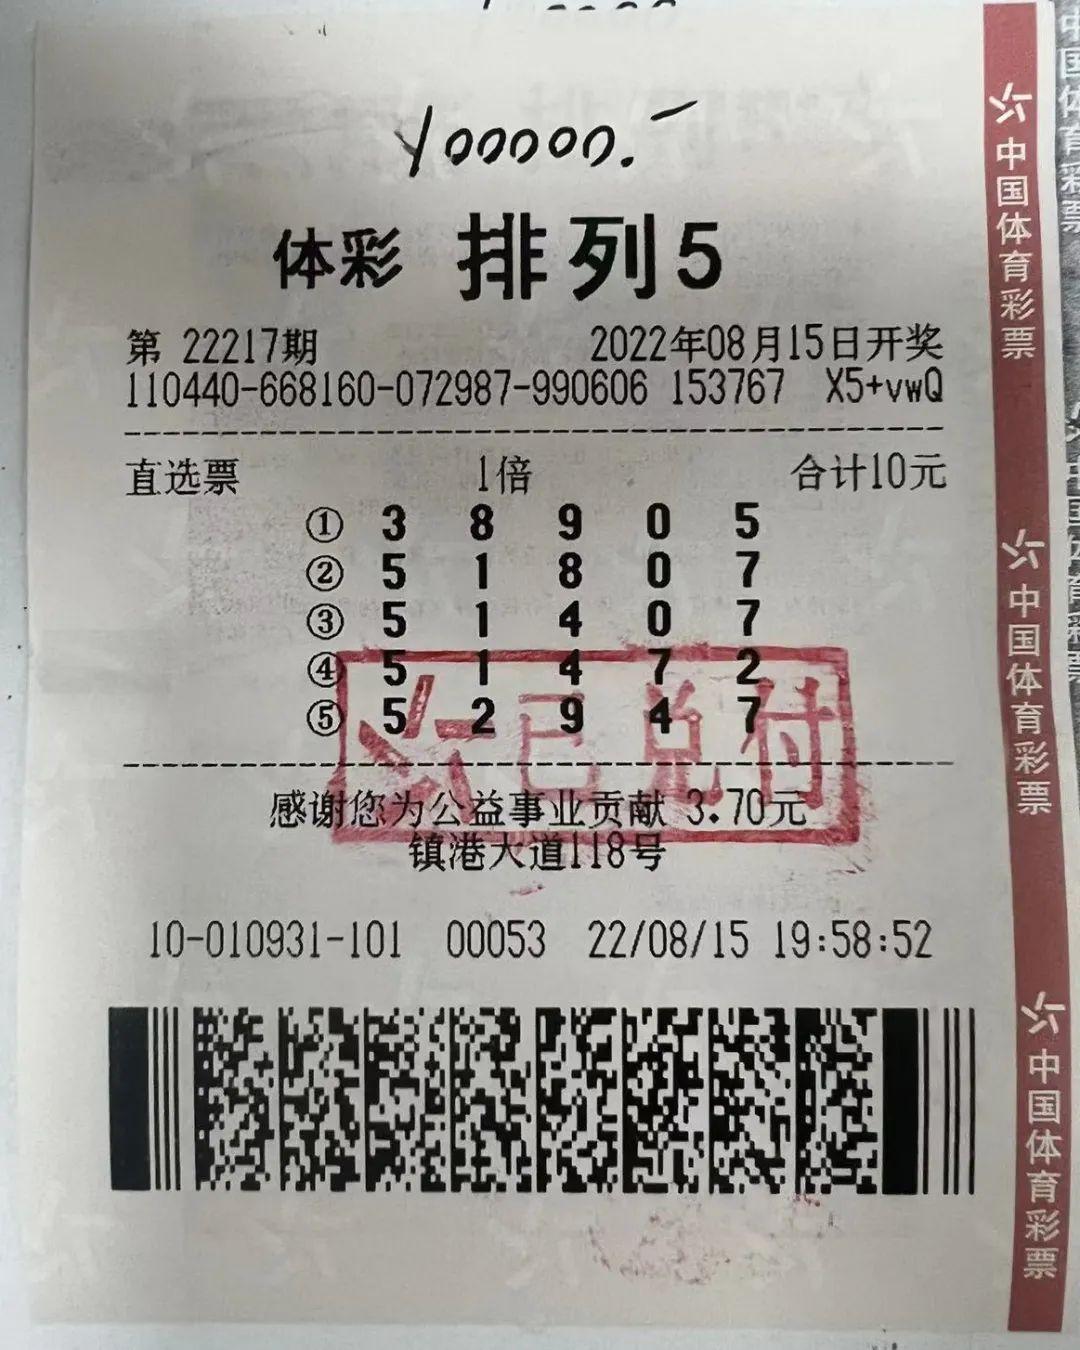 100000.-
体彩 排列5
第 22217期 2022年08月15日开奖
110440-668160-072987-990606 153767 X5+vwQ
直选票 1倍 合计10元
① 3 8 9 0 5
② 5 1 8 0 7
③ 5 1 4 0 7
④ 5 1 4 7 2
⑤ 5 2 9 4 7
已兑付
感谢您为公益事业贡献 3.70元
镇港大道118号
10-010931-101 00053 22/08/15 19:58:52
中国体育彩票
中国体育彩票
中国体育彩票
中国体育彩票